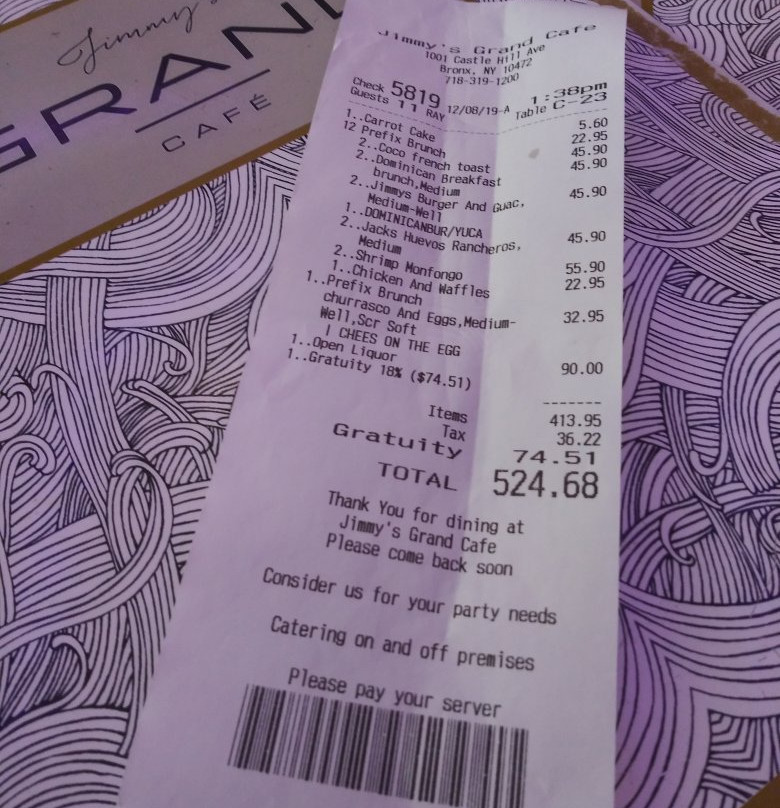 Jimmy's
GRAND
CAFÉ
Jimmy's Grand Cafe
1001 Castle Hill Ave
Bronx, NY 10472
718-319-1200
Check 5819 12/08/19-A 1:38pm
Guests 11 RAY Table C-23
1..Carrot Cake 5.60
12 Prefix Brunch 22.95
2..Coco french toast 45.90
2..Dominican Breakfast 45.90
brunch,Medium
2..Jimmys Burger And Guac, 45.90
Medium-Well
1..DOMINICANBUR/YUCA
2..Jacks Huevos Rancheros, 45.90
Medium
2..Shrimp Monfongo 55.90
1..Chicken And Waffles 22.95
1..Prefix Brunch
churrasco And Eggs,Medium- 32.95
Well,Scr Soft
I CHEES ON THE EGG
1..Open Liquor 90.00
1..Gratuity 18% ($74.51)
-------
Items 413.95
Tax 36.22
Gratuity 74.51
TOTAL 524.68
Thank You for dining at
Jimmy's Grand Cafe
Please come back soon
Consider us for your party needs
Catering on and off premises
Please pay your server